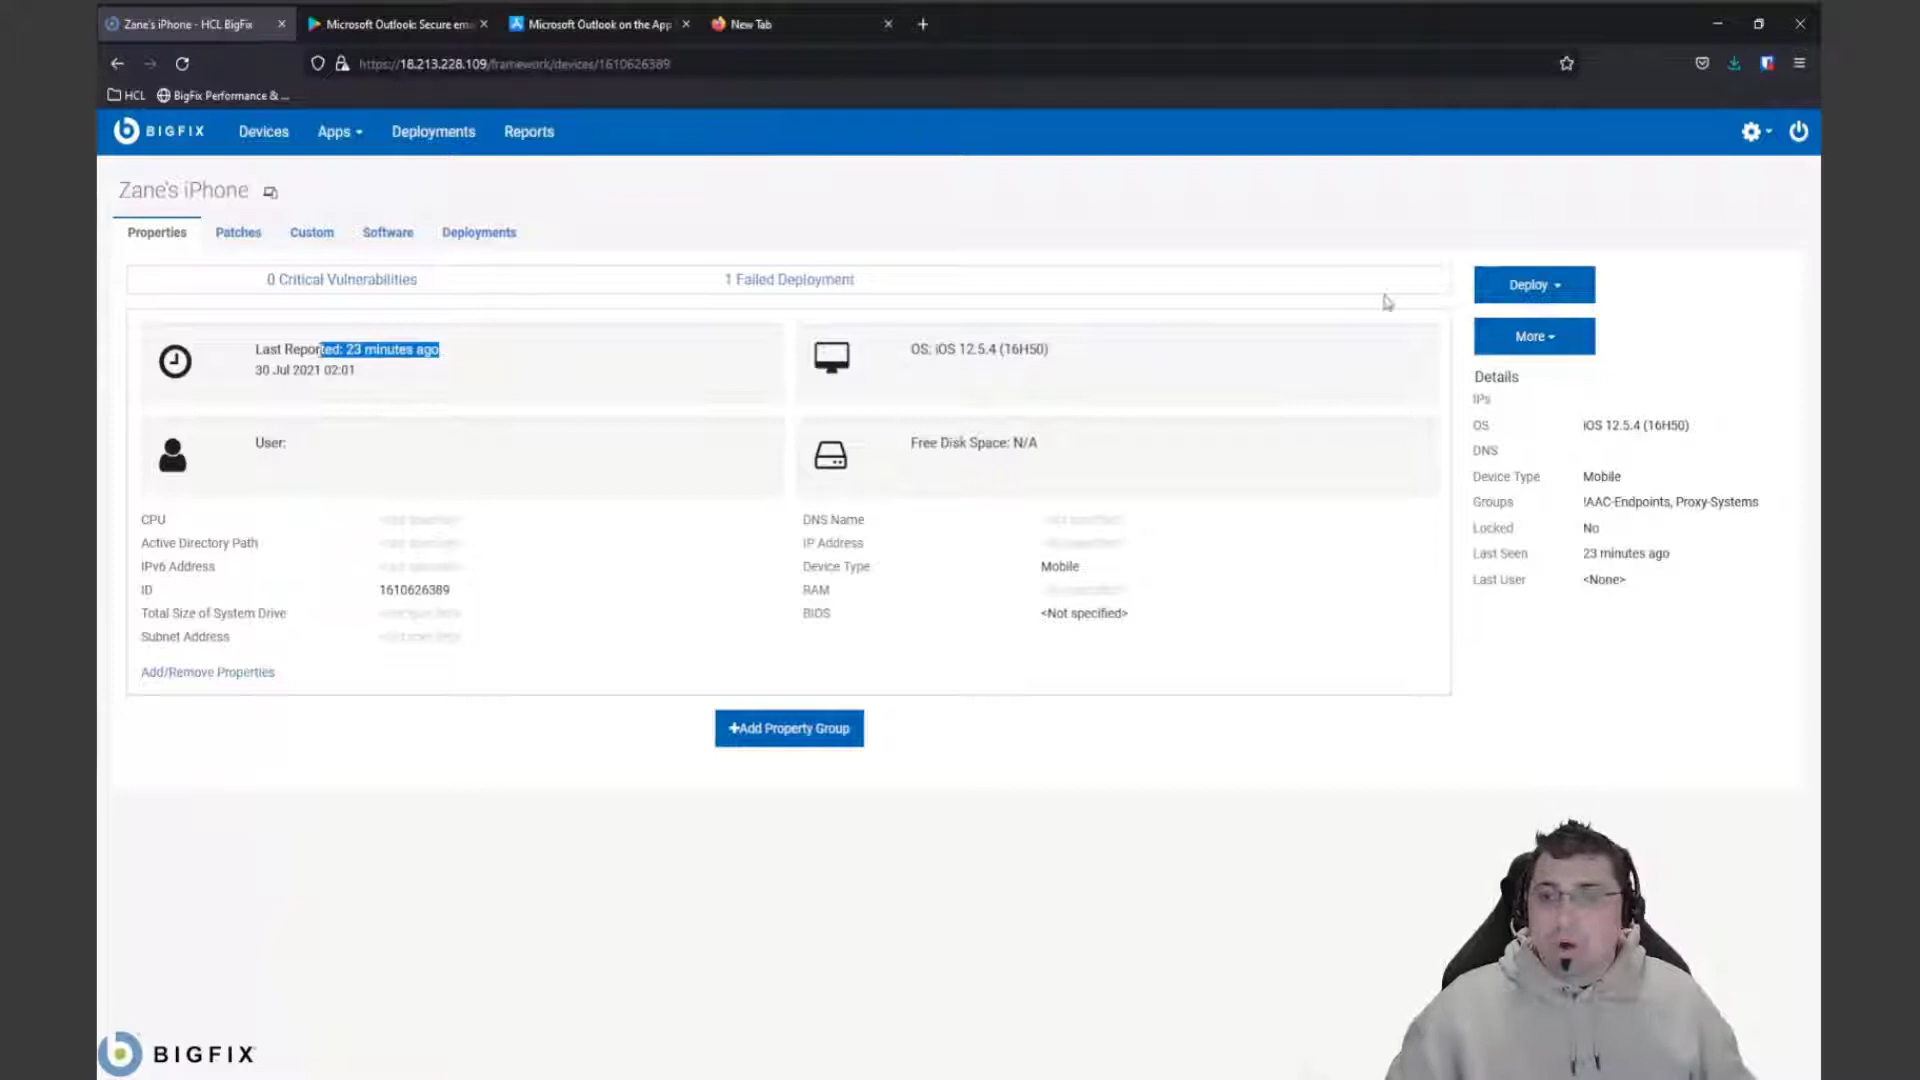 Zane's iPhone - HCL BigFix
Microsoft Outlook: Secure em
Microsoft Outlook on the App
New Tab
https://18.213.228.109/framework/devices/1610626389
HCL
BigFix Performance & ...
BIGFIX
Devices
Apps
Deployments
Reports
Zane's iPhone
Properties
Patches
Custom
Software
Deployments
0 Critical Vulnerabilities
1 Failed Deployment
Deploy
More
Last Reported: 23 minutes ago
30 Jul 2021 02:01
OS: iOS 12.5.4 (16H50)
User:
Free Disk Space: N/A
CPU
Active Directory Path
IPv6 Address
ID 1610626389
Total Size of System Drive
Subnet Address
DNS Name
IP Address
Device Type Mobile
RAM
BIOS <Not specified>
Add/Remove Properties
+Add Property Group
Details
IPs
OS iOS 12.5.4 (16H50)
DNS
Device Type Mobile
Groups !AAC-Endpoints, Proxy-Systems
Locked No
Last Seen 23 minutes ago
Last User <None>
BIGFIX